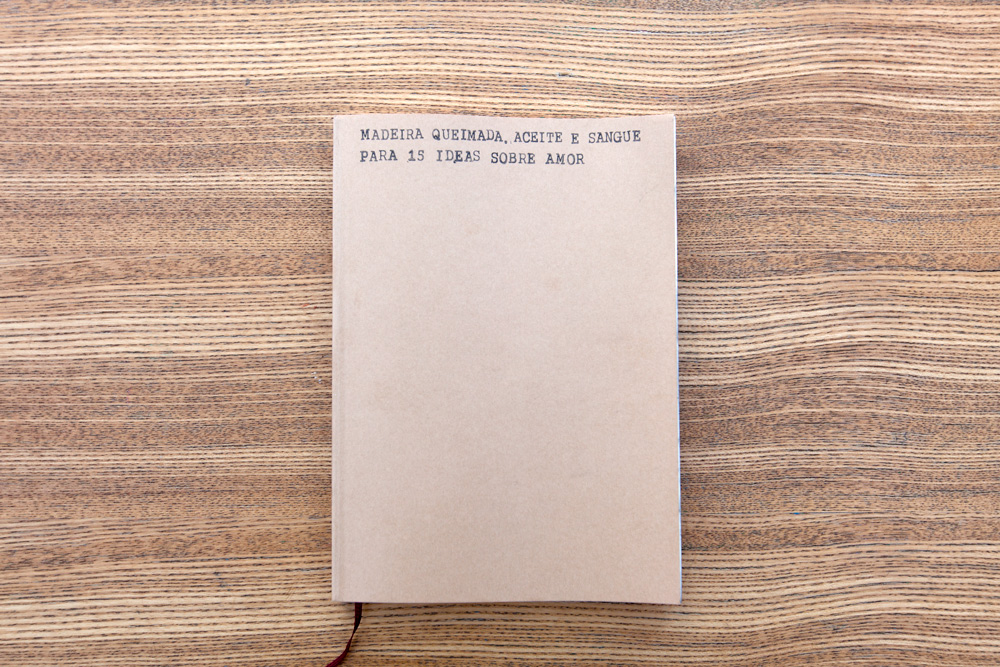 MADEIRA QUEIMADA, ACEITE E SANGUE
PARA 15 IDEAS SOBRE AMOR